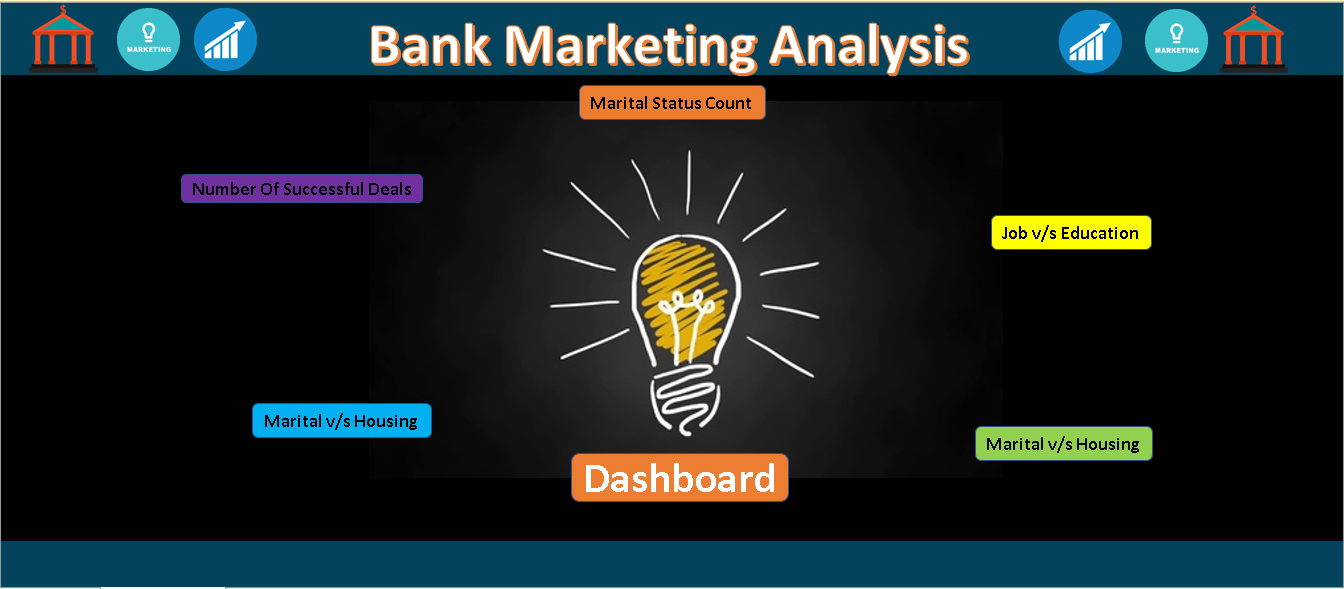 $
MARKETING
Bank Marketing Analysis
MARKETING
$
Marital Status Count
Number Of Successful Deals
Job v/s Education
Marital v/s Housing
Marital v/s Housing
Dashboard